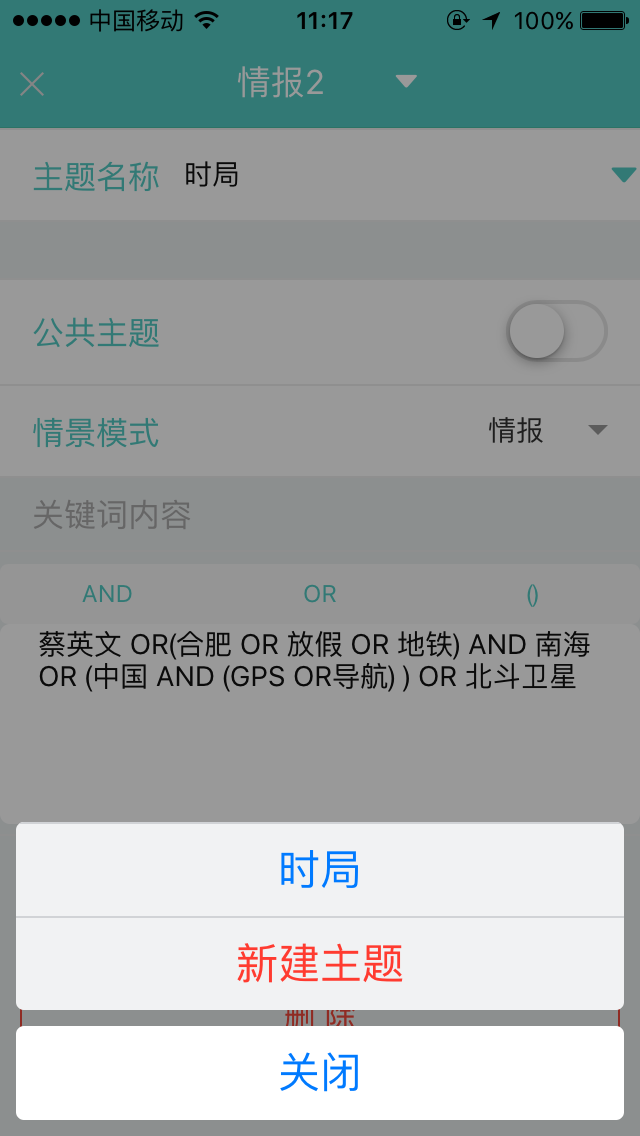 中国移动 11:17 100%
情报2
主题名称 时局
公共主题
情景模式 情报
关键词内容
AND OR ()
蔡英文 OR(合肥 OR 放假 OR 地铁) AND 南海
OR (中国 AND (GPS OR导航) ) OR 北斗卫星
时局
新建主题
删 除
关闭